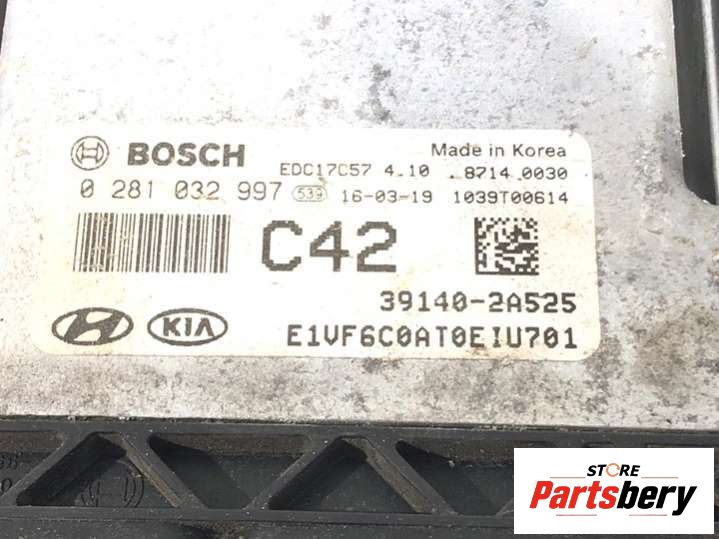 BOSCH
Made in Korea
EDC17C57 4.10 .8714 0030
0 281 032 997 539 16-03-19 1039T00614
C42
39140-2A525
KIA
E1VF6C0AT0EIU701
STORE
Partsbery